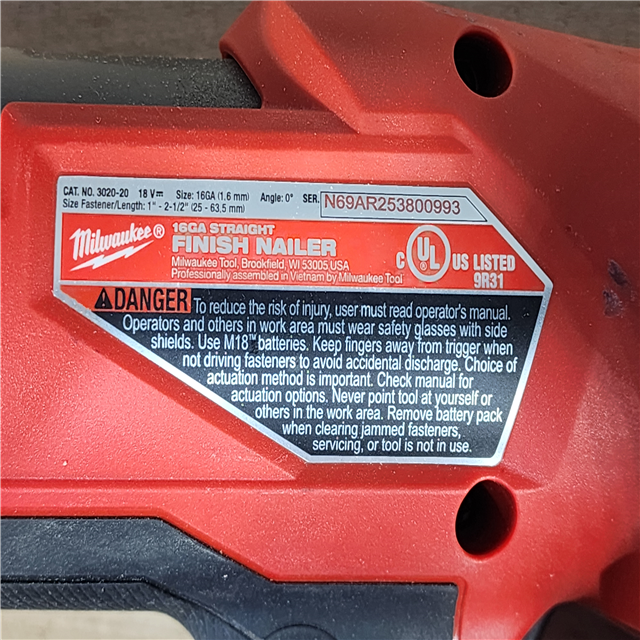 CAT. NO. 3020-20 18 V⎓ Size: 16GA (1,6 mm) Angle: 0° SER. N69AR253800993
Size Fastener/Length: 1" - 2-1/2" (25 - 63,5 mm)
Milwaukee®
16GA STRAIGHT
FINISH NAILER
Milwaukee Tool, Brookfield, WI 53005 USA
Professionally assembled in Vietnam by Milwaukee Tool
C UL® US LISTED
9R31
DANGER To reduce the risk of injury, user must read operator's manual.
Operators and others in work area must wear safety glasses with side
shields. Use M18™ batteries. Keep fingers away from trigger when
not driving fasteners to avoid accidental discharge. Choice of
actuation method is important. Check manual for
actuation options. Never point tool at yourself or
others in the work area. Remove battery pack
when clearing jammed fasteners,
servicing, or tool is not in use.